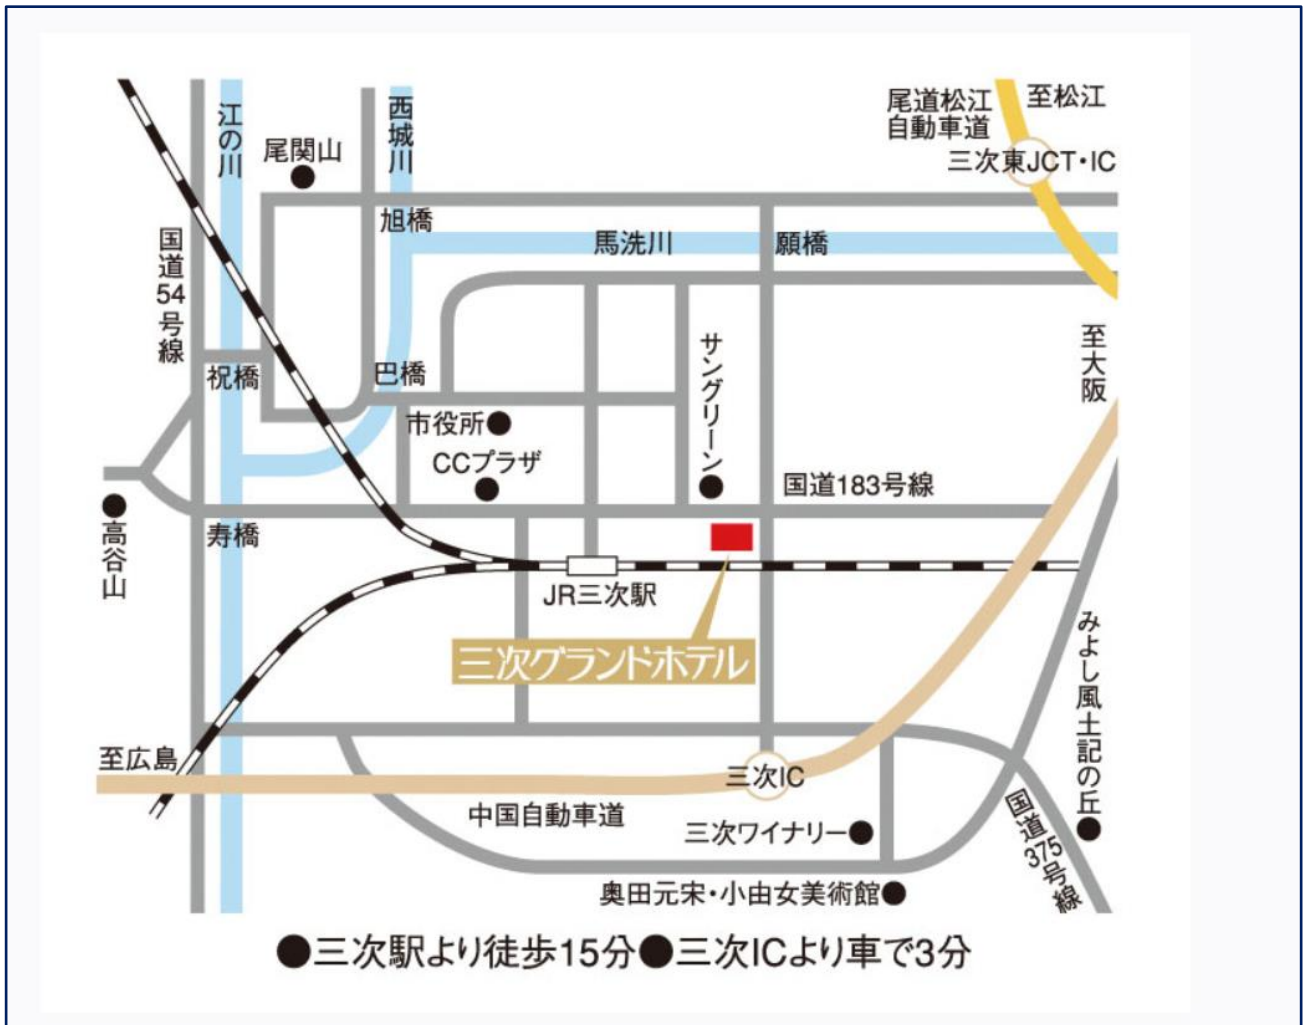 江の川
西城川
尾関山
尾道松江
自動車道
至松江
三次東JCT・IC
旭橋
国道54号線
馬洗川
願橋
祝橋
巴橋
サングリーン
至大阪
市役所
CCプラザ
国道183号線
高谷山
寿橋
JR三次駅
三次グランドホテル
みよし風土記の丘
至広島
三次IC
中国自動車道
三次ワイナリー
国道375号線
奥田元宋・小由女美術館
●三次駅より徒歩15分●三次ICより車で3分